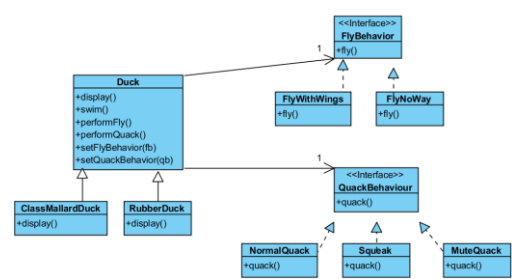 <<Interface>>
FlyBehavior
+fly()
1
FlyWithWings
+fly()
FlyNoWay
+fly()
Duck
+display()
+swim()
+performFly()
+performQuack()
+setFlyBehavior(fb)
+setQuackBehavior(qb)
1
<<Interface>>
QuackBehaviour
+quack()
ClassMallardDuck
+display()
RubberDuck
+display()
NormalQuack
+quack()
Squeak
+quack()
MuteQuack
+quack()